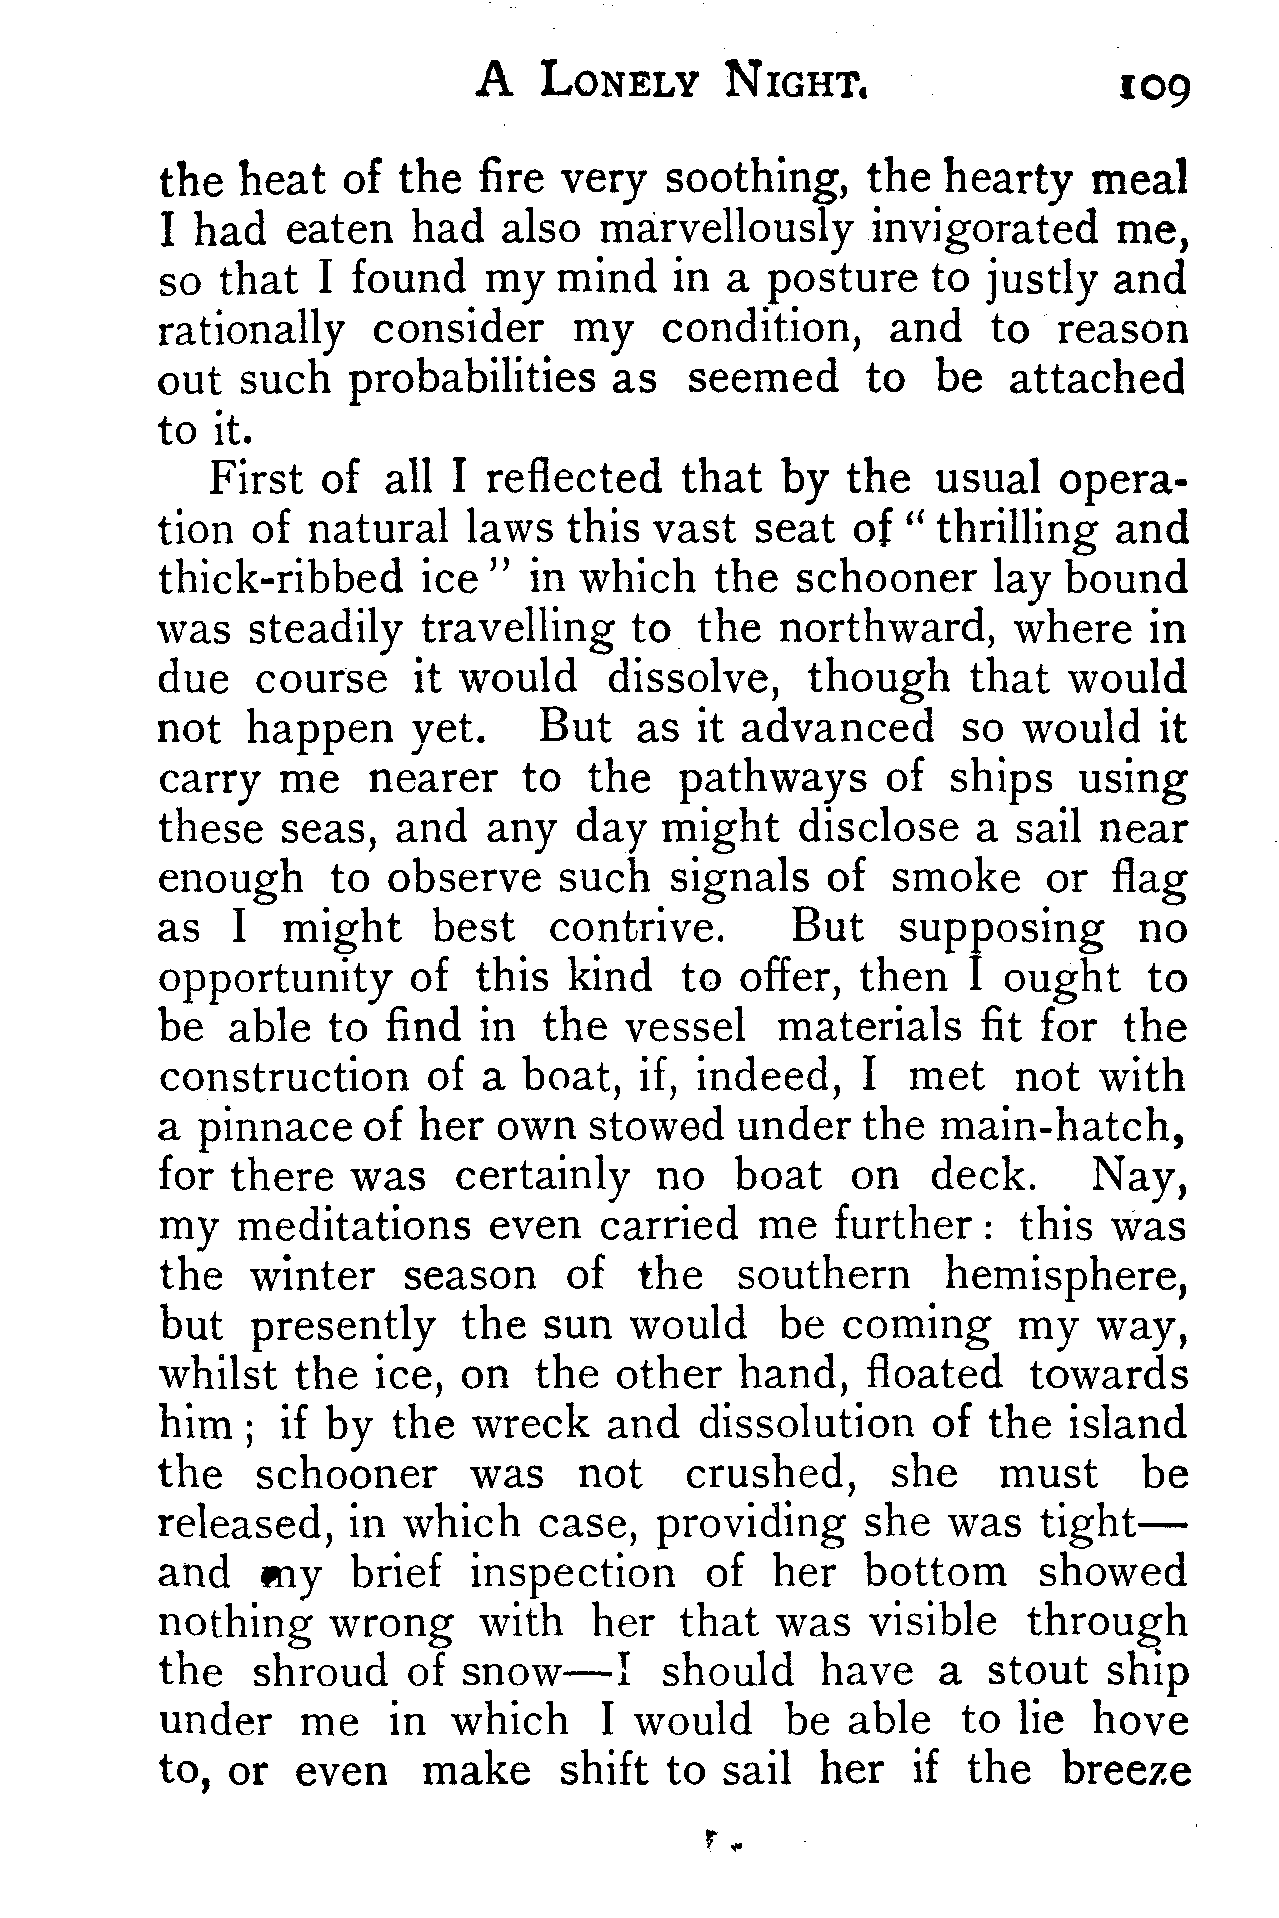 A LONELY NIGHT. 109
the heat of the fire very soothing, the hearty meal
I had eaten had also marvellously invigorated me,
so that I found my mind in a posture to justly and
rationally consider my condition, and to reason
out such probabilities as seemed to be attached
to it.
First of all I reflected that by the usual opera-
tion of natural laws this vast seat of “ thrilling and
thick-ribbed ice ” in which the schooner lay bound
was steadily travelling to the northward, where in
due course it would dissolve, though that would
not happen yet. But as it advanced so would it
carry me nearer to the pathways of ships using
these seas, and any day might disclose a sail near
enough to observe such signals of smoke or flag
as I might best contrive. But supposing no
opportunity of this kind to offer, then I ought to
be able to find in the vessel materials fit for the
construction of a boat, if, indeed, I met not with
a pinnace of her own stowed under the main-hatch,
for there was certainly no boat on deck. Nay,
my meditations even carried me further : this was
the winter season of the southern hemisphere,
but presently the sun would be coming my way,
whilst the ice, on the other hand, floated towards
him ; if by the wreck and dissolution of the island
the schooner was not crushed, she must be
released, in which case, providing she was tight—
and my brief inspection of her bottom showed
nothing wrong with her that was visible through
the shroud of snow—I should have a stout ship
under me in which I would be able to lie hove
to, or even make shift to sail her if the breeze